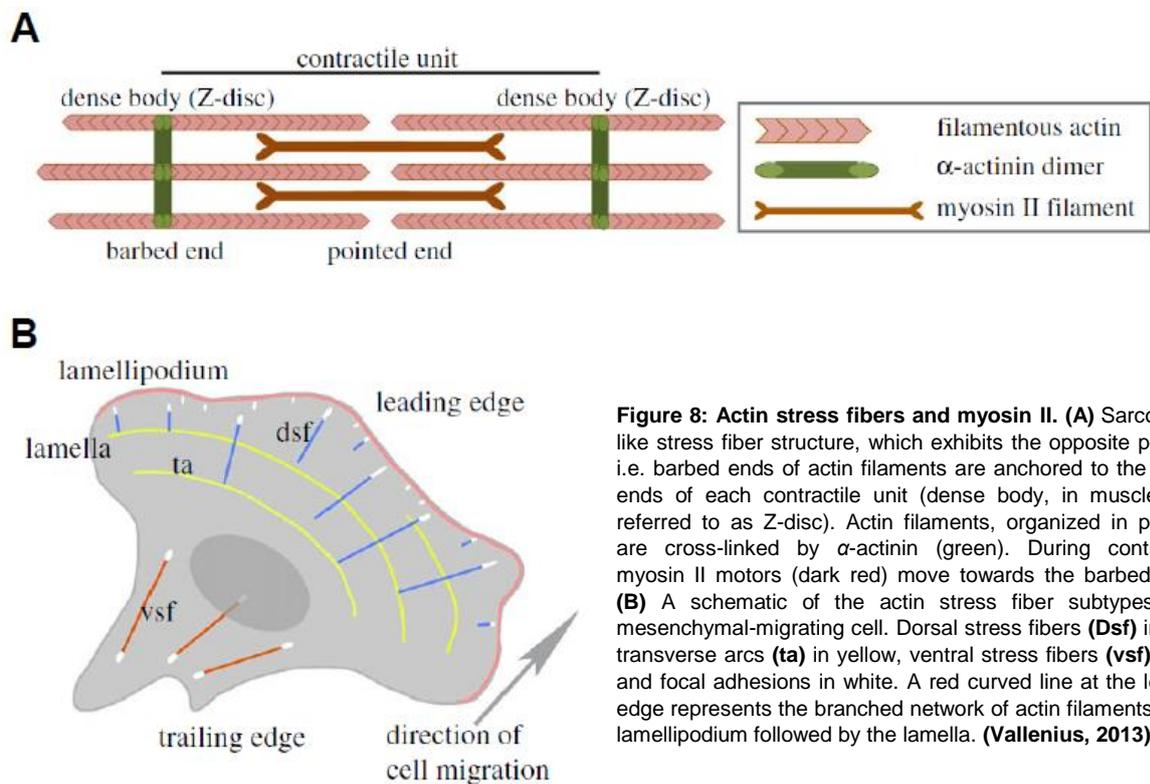 A
contractile unit
dense body (Z-disc) dense body (Z-disc)
barbed end pointed end
filamentous actin
α-actinin dimer
myosin II filament
B
lamellipodium
leading edge
lamella
dsf
ta
vsf
trailing edge
direction of
cell migration
Figure 8: Actin stress fibers and myosin II. (A) Sarco
like stress fiber structure, which exhibits the opposite p
i.e. barbed ends of actin filaments are anchored to the
ends of each contractile unit (dense body, in muscle
referred to as Z-disc). Actin filaments, organized in p
are cross-linked by α-actinin (green). During cont
myosin II motors (dark red) move towards the barbed
(B) A schematic of the actin stress fiber subtypes
mesenchymal-migrating cell. Dorsal stress fibers (Dsf) i
transverse arcs (ta) in yellow, ventral stress fibers (vsf)
and focal adhesions in white. A red curved line at the l
edge represents the branched network of actin filaments
lamellipodium followed by the lamella. (Vallenius, 2013)